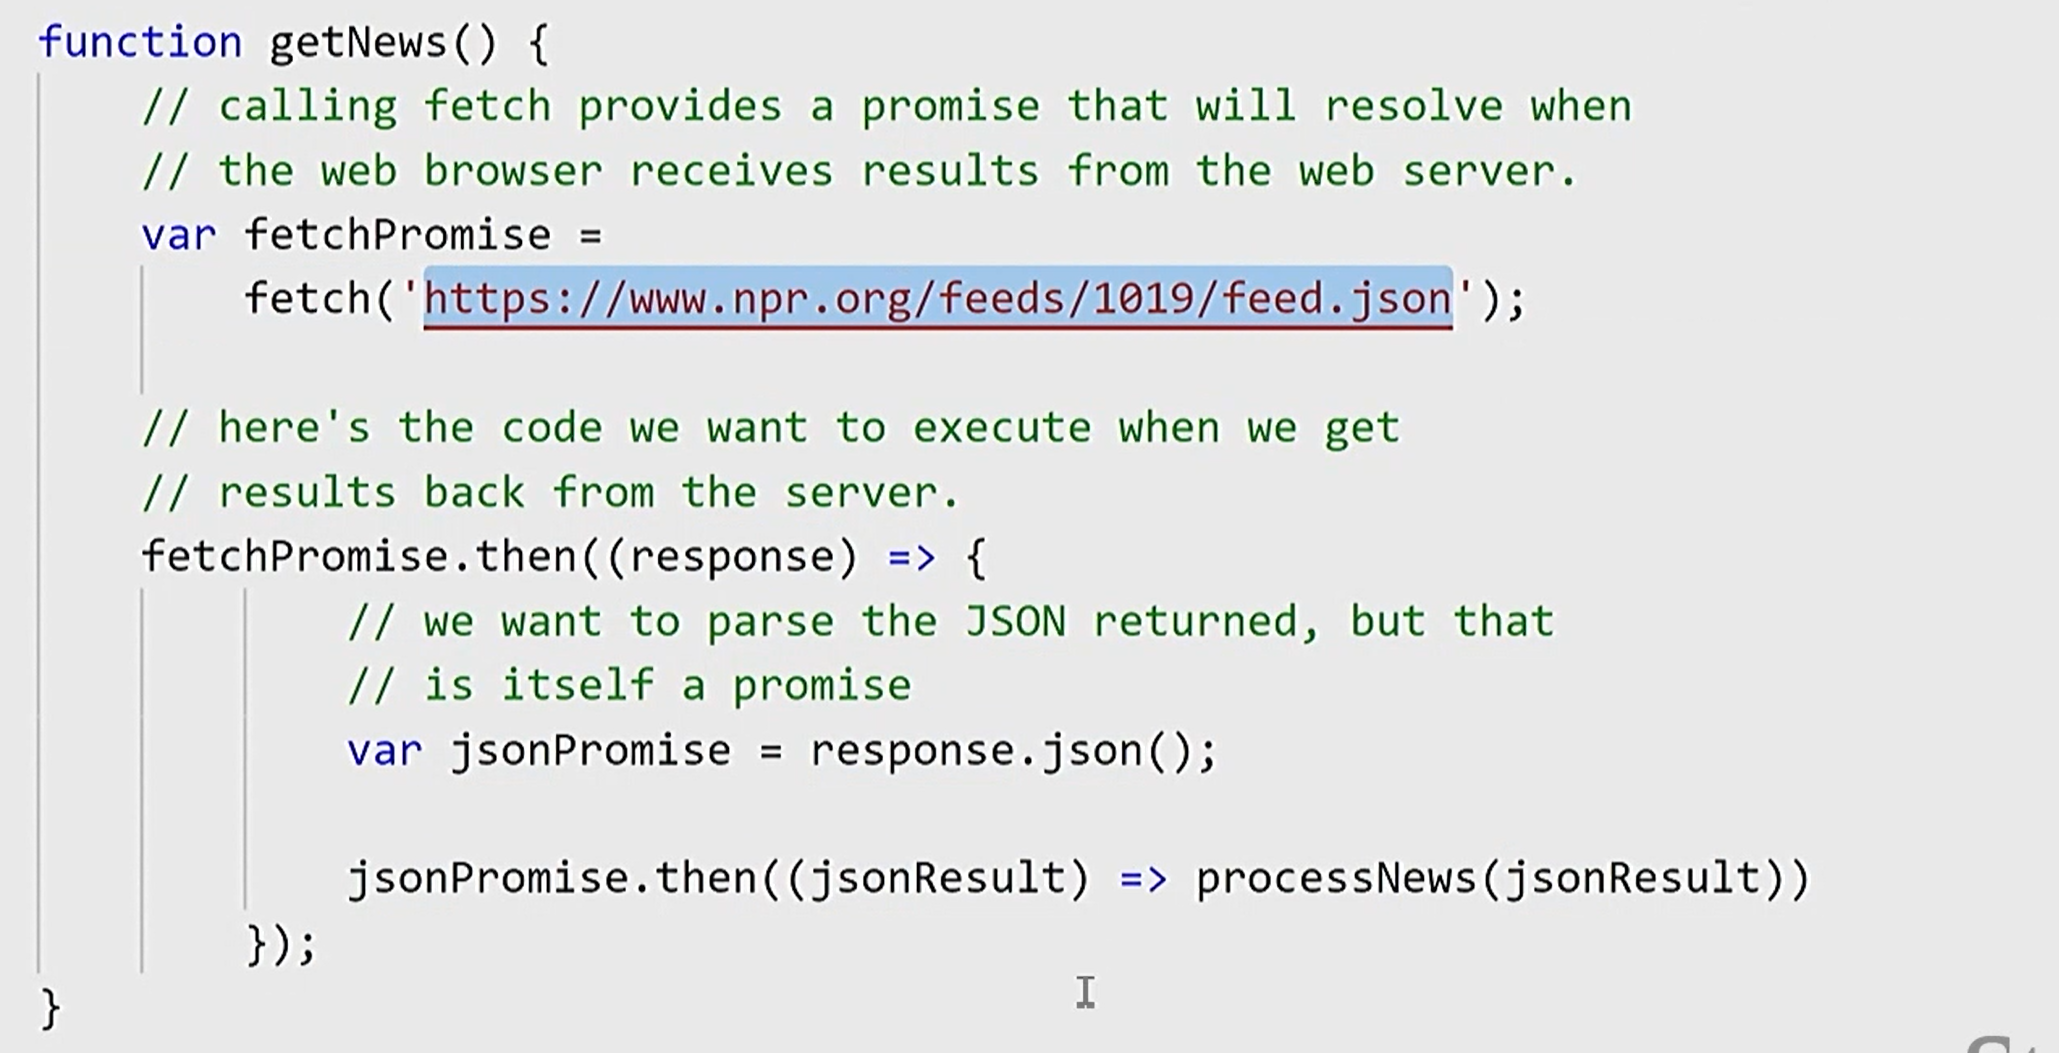 function getNews() {
// calling fetch provides a promise that will resolve when
// the web browser receives results from the web server.
var fetchPromise =
fetch('https://www.npr.org/feeds/1019/feed.json');
// here's the code we want to execute when we get
// results back from the server.
fetchPromise.then((response) => {
// we want to parse the JSON returned, but that
// is itself a promise
var jsonPromise = response.json();
jsonPromise.then((jsonResult) => processNews(jsonResult))
});
}